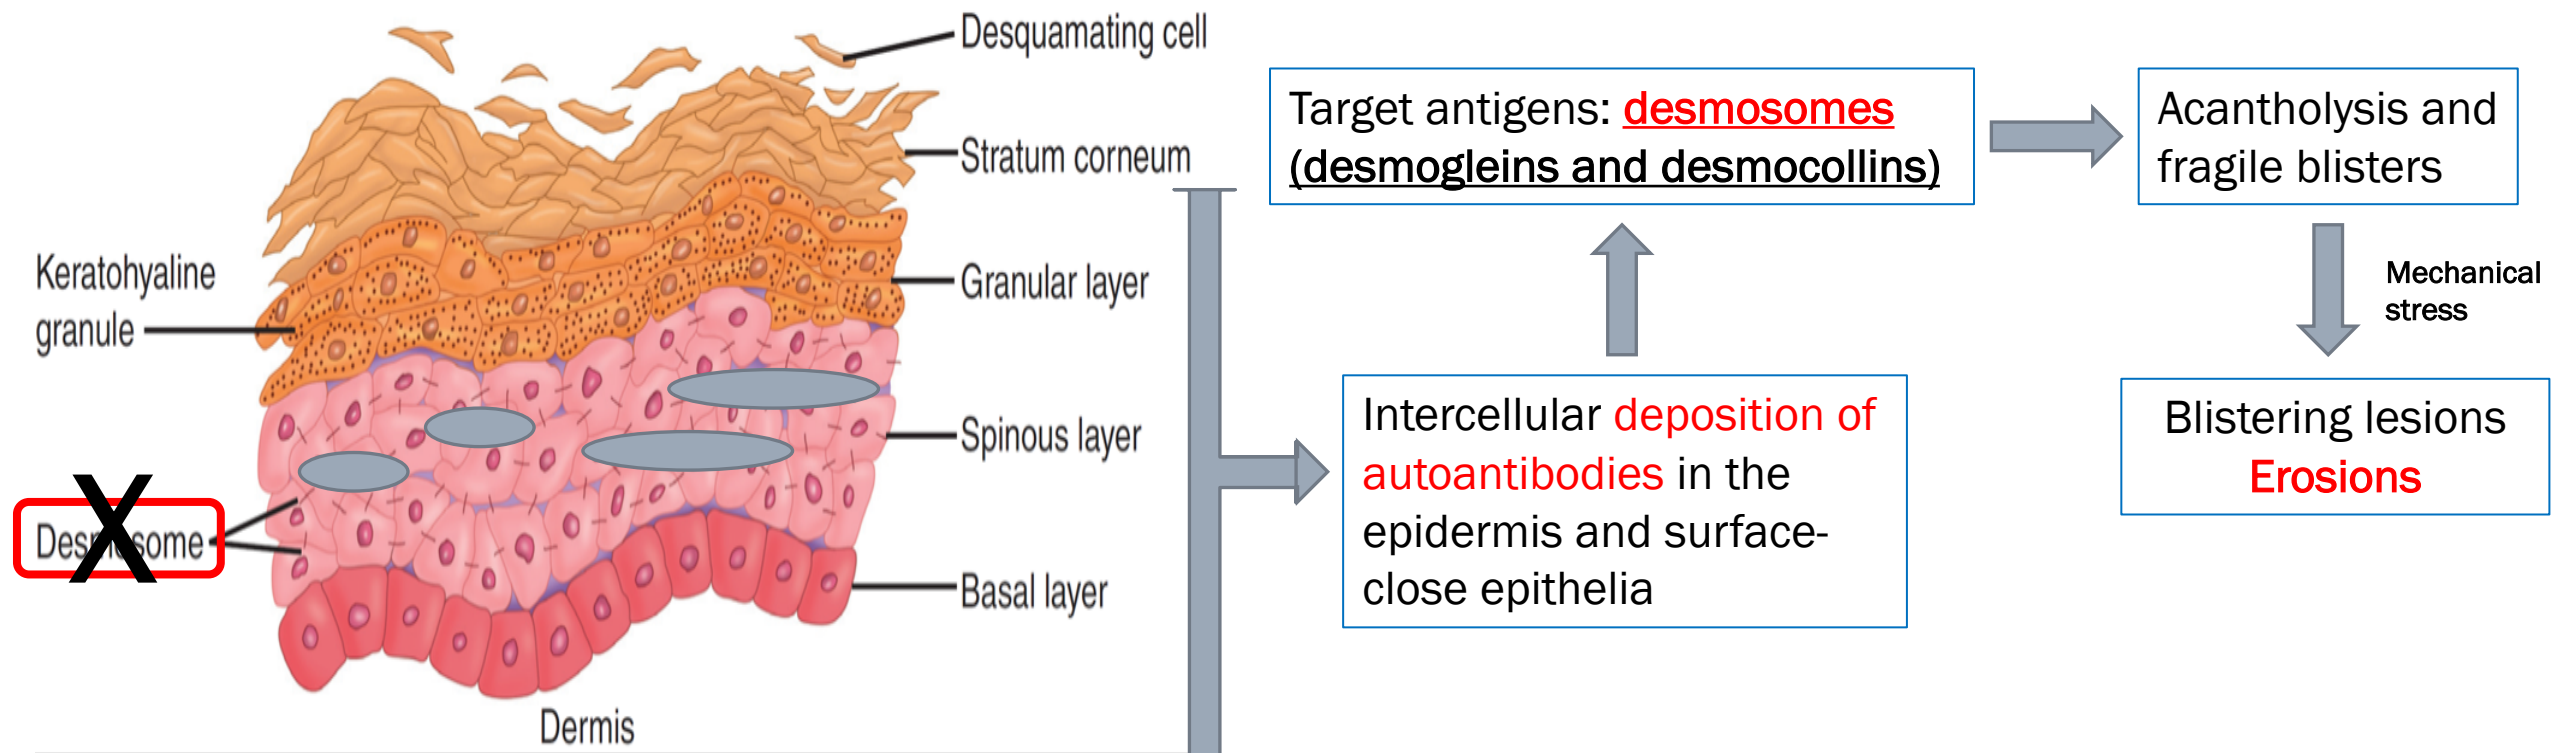 Desquamating cell
Stratum corneum
Keratohyaline
granule
Granular layer
Spinous layer
Desmosome
X
Basal layer
Dermis
Target antigens: desmosomes
(desmogleins and desmocollins)
Acantholysis and
fragile blisters
Mechanical
stress
Intercellular deposition of
autoantibodies in the
epidermis and surface-
close epithelia
Blistering lesions
Erosions